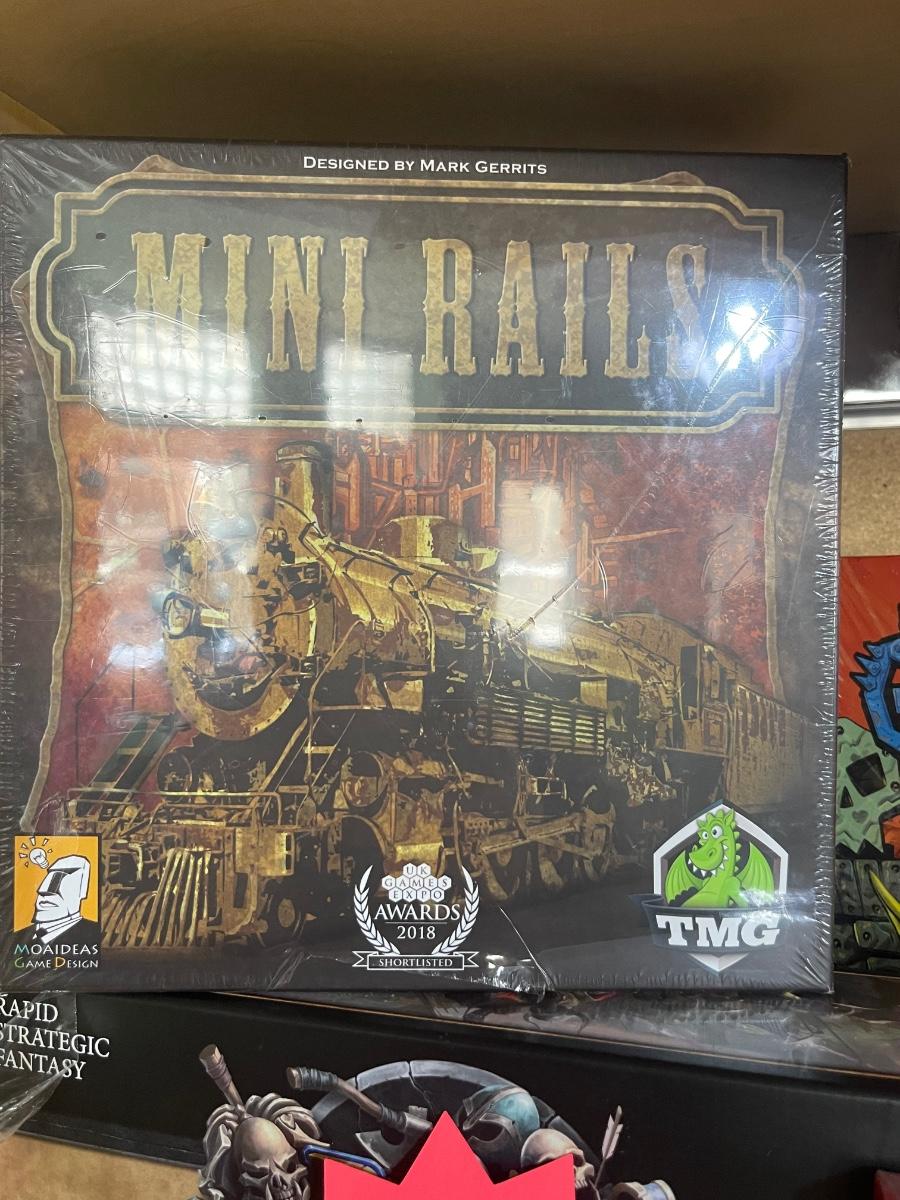 DESIGNED BY MARK GERRITS
MINI RAILS
MOAIDEAS
GAME DESIGN
UK
GAMES
EXPO
AWARDS
2018
SHORTLISTED
TMG
RAPID
STRATEGIC
FANTASY